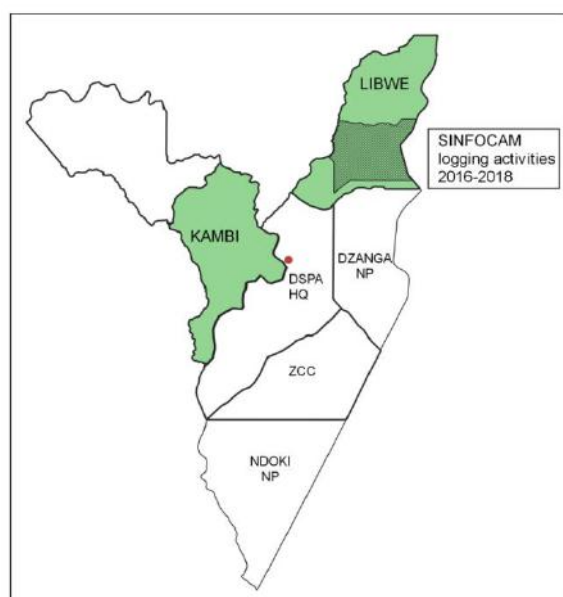 LIBWE
SINFOCAM
logging activities
2016-2018
KAMBI
DZANGA
NP
DSPA
HQ
ZCC
NDOKI
NP